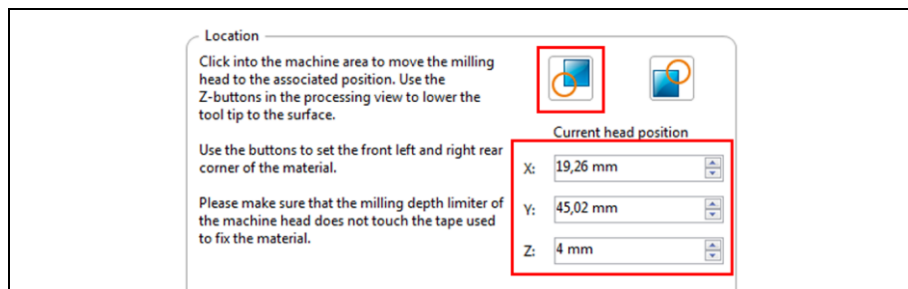 Location
Click into the machine area to move the milling
head to the associated position. Use the
Z-buttons in the processing view to lower the
tool tip to the surface.
Use the buttons to set the front left and right rear
corner of the material.
Please make sure that the milling depth limiter of
the machine head does not touch the tape used
to fix the material.
Current head position
X: 19,26 mm
Y: 45,02 mm
Z: 4 mm